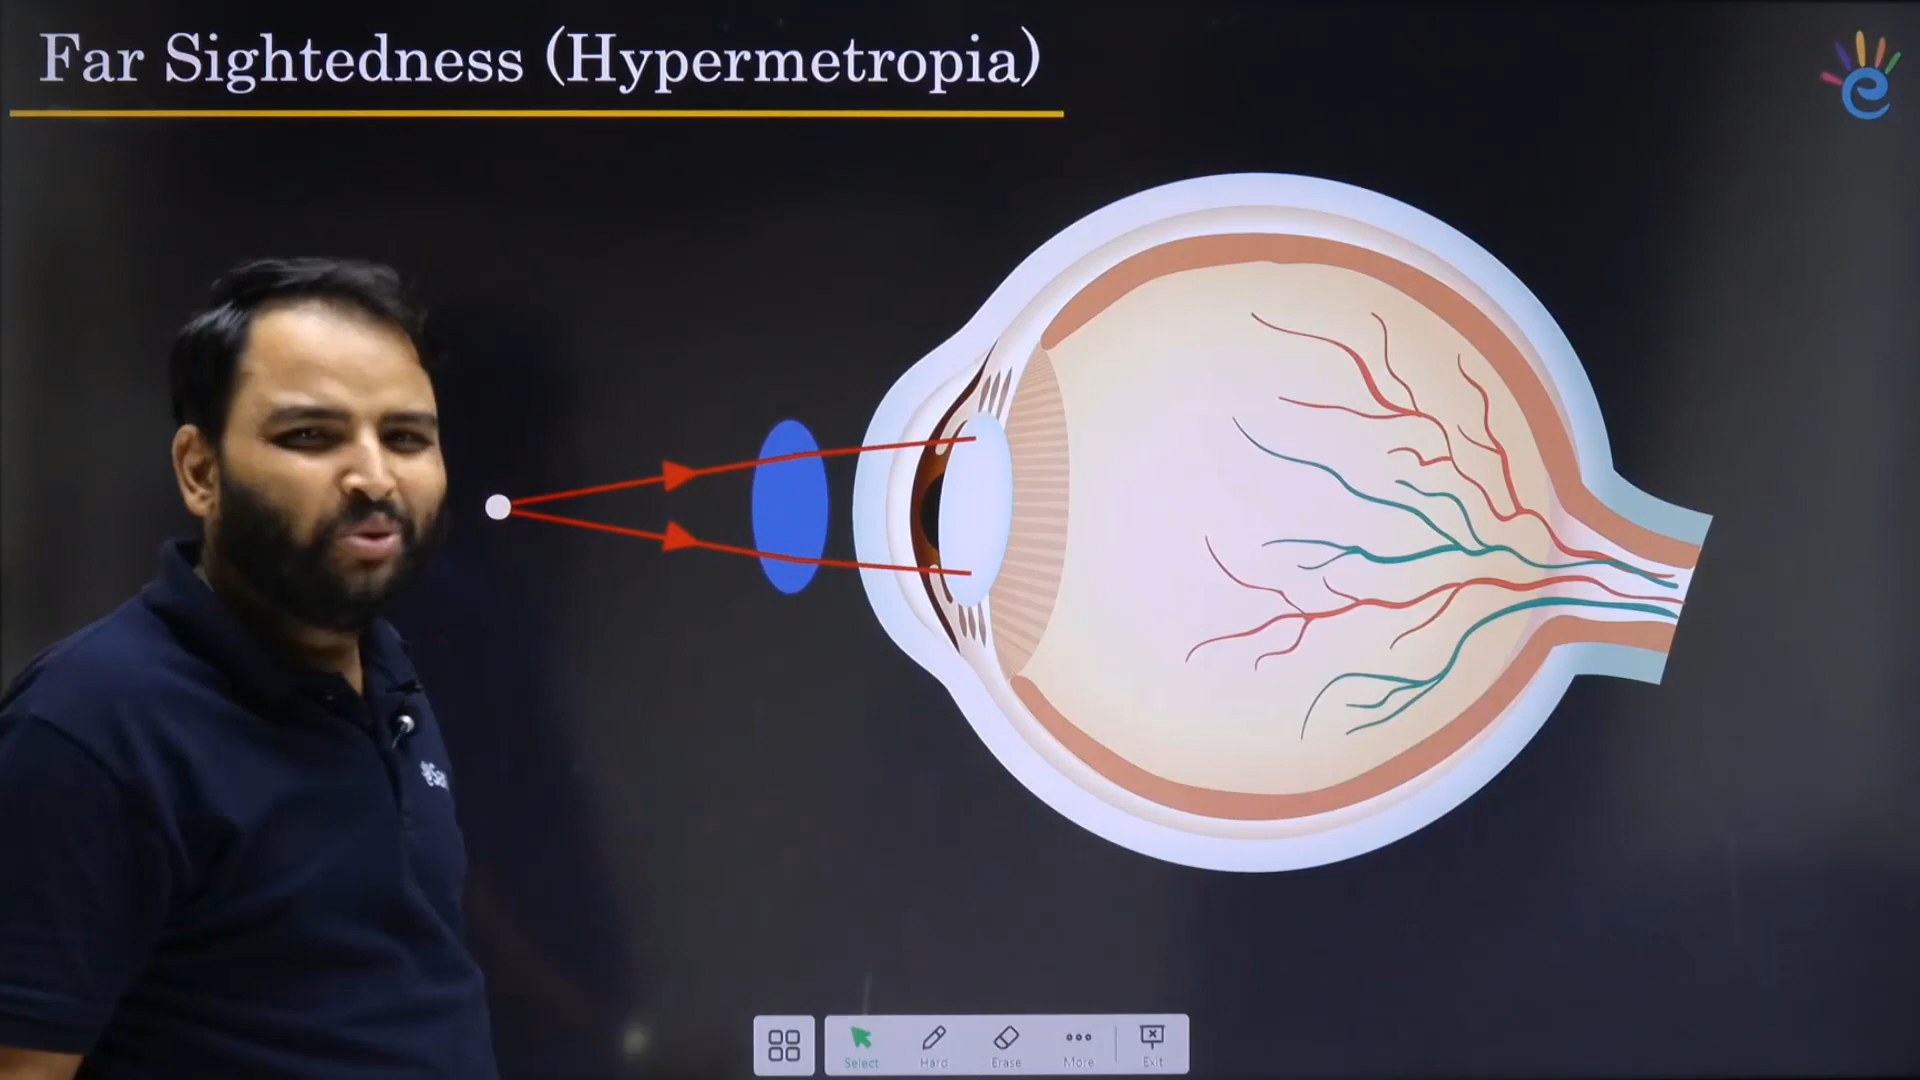 Far Sightedness (Hypermetropia)
Select
Hard
Erase
More
Exit